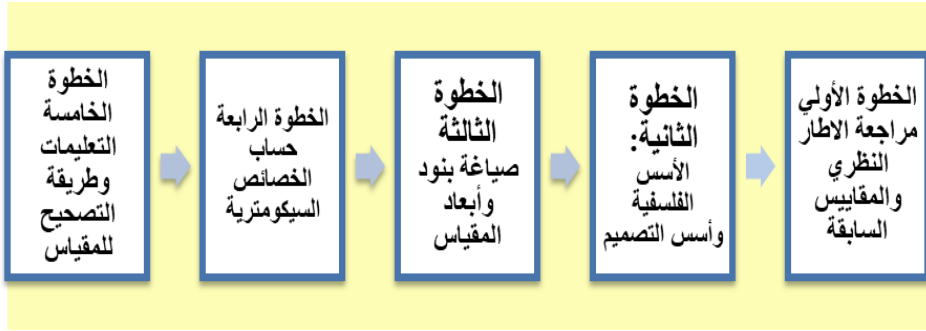 الخطوة الأولي
مراجعة الاطار
النظري
والمقاييس
السابقة
الخطوة
الثانية:
الأسس
الفلسفية
وأسس التصميم
الخطوة
الثالثة
صياغة بنود
وأبعاد
المقياس
الخطوة الرابعة
حساب
الخصائص
السيكومترية
الخطوة
الخامسة
التعليمات
وطريقة
التصحيح
للمقياس